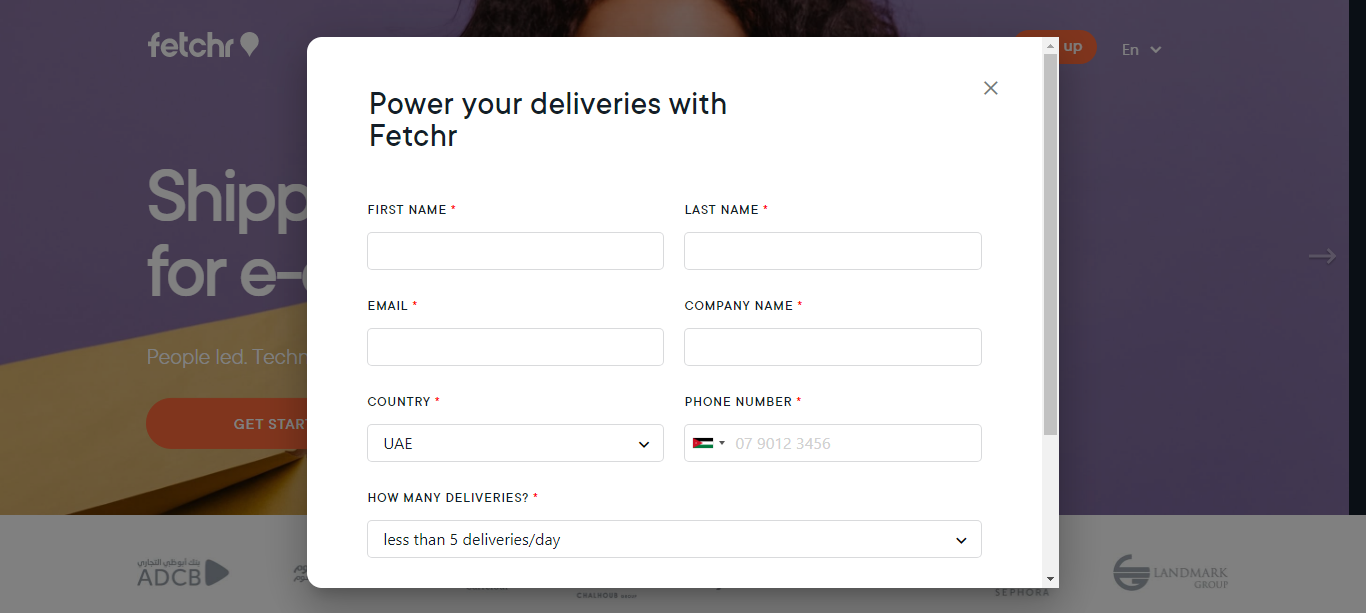 fetchr
up
En
Power your deliveries with
Fetchr
Shipp
for e-
People led. Techn
GET START
FIRST NAME *
LAST NAME *
EMAIL *
COMPANY NAME *
COUNTRY *
PHONE NUMBER *
UAE
07 9012 3456
HOW MANY DELIVERIES? *
less than 5 deliveries/day
بنك أبوظبي التجاري
ADCB
CHALHOUB GROUP
SEPHORA
LANDMARK
GROUP